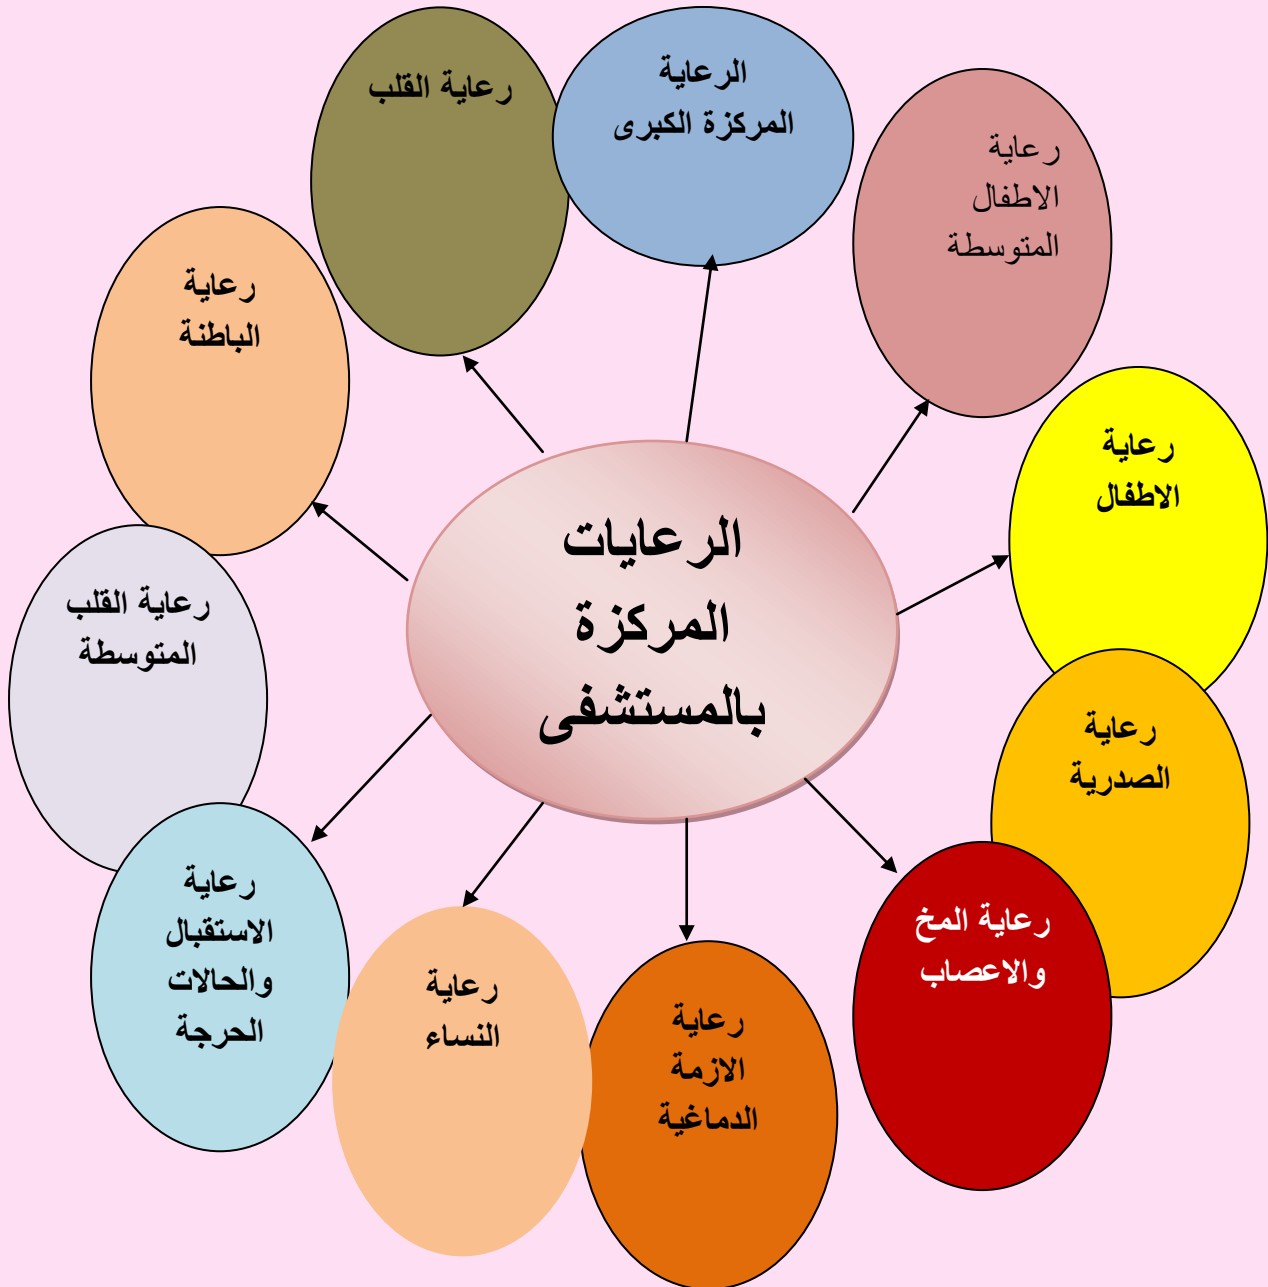 الرعاية
المركزة الكبرى
رعاية القلب
رعاية
الاطفال
المتوسطة
رعاية
الباطنة
رعاية
الاطفال
الرعايات
المركزة
بالمستشفى
رعاية القلب
المتوسطة
رعاية
الصدرية
رعاية
الاستقبال
والحالات
الحرجة
رعاية المخ
والاعصاب
رعاية
النساء
رعاية
الازمة
الدماغية